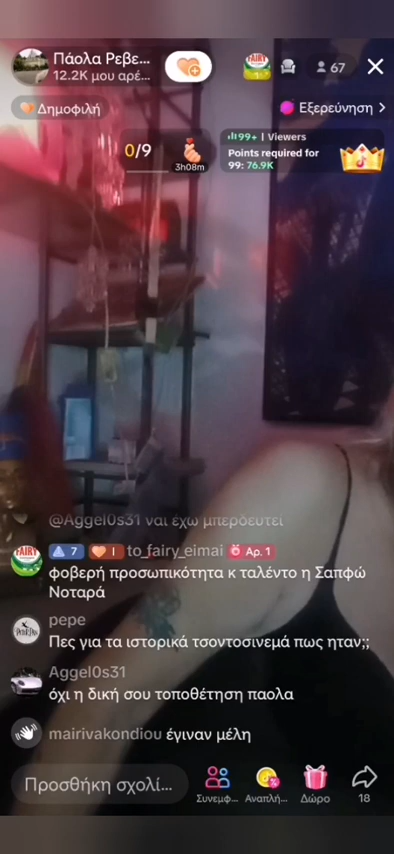 Πάολα Ρεβε...
12.2K μου αρέ...
67
Δημοφιλή
Εξερεύνηση
0/9
3h08m
99+ | Viewers
Points required for
99: 76.9K
@Aggel0s31 ναι έχω μπερδευτεί
FAIRY
7
I
to_fairy_eimai
Αρ. 1
φοβερή προσωπικότητα κ ταλέντο η Σαπφώ
Νοταρά
pepe
Πες για τα ιστορικά τσοντοσινεμά πως ηταν;;
Aggel0s31
όχι η δική σου τοποθέτηση παολα
mairivakondiou έγιναν μέλη
Προσθήκη σχολί...
Συνεμφ...
Αναπλή...
Δώρο
18